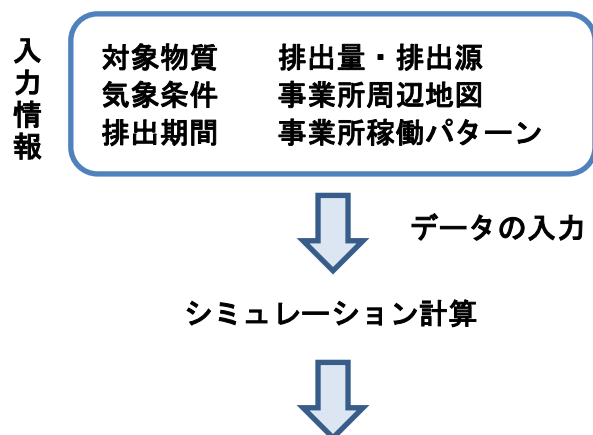 入力情報
対象物質 排出量・排出源
気象条件 事業所周辺地図
排出期間 事業所稼働パターン
データの入力
シミュレーション計算